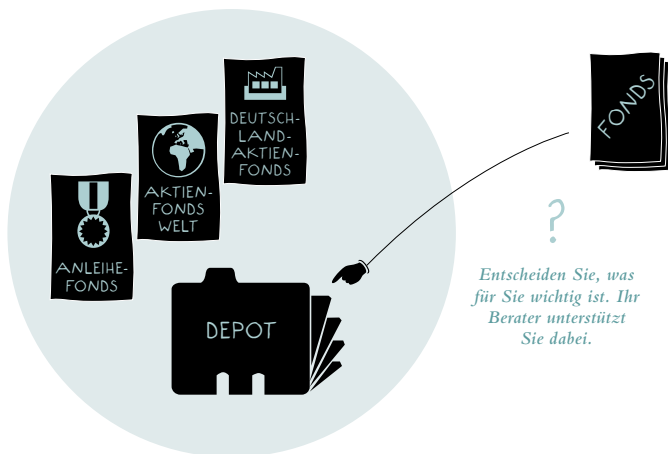 DEUTSCH-
LAND-
AKTIEN-
FONDS
AKTIEN-
FONDS
WELT
ANLEIHE-
FONDS
DEPOT
FONDS
?
Entscheiden Sie, was
für Sie wichtig ist. Ihr
Berater unterstützt
Sie dabei.